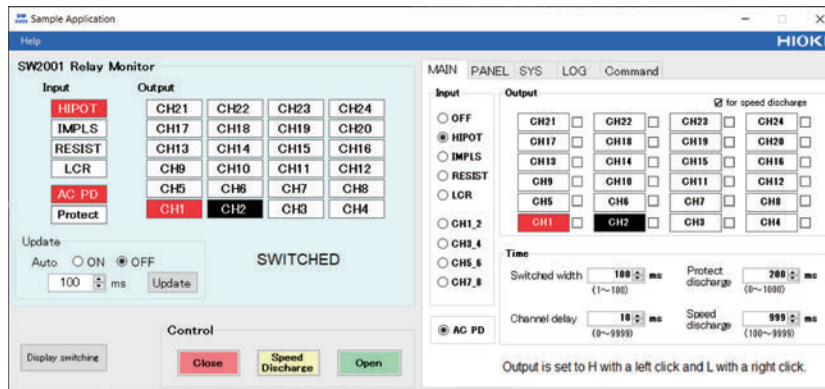 SW2001 Sample Application
Help
HIOKI
SW2001 Relay Monitor
Input Output
HIPOT CH21 CH22 CH23 CH24
IMPLS CH17 CH18 CH19 CH20
RESIST CH13 CH14 CH15 CH16
LCR CH9 CH10 CH11 CH12
AC PD CH5 CH6 CH7 CH8
Protect CH1 CH2 CH3 CH4
Update
Auto ON OFF
100 ms Update
SWITCHED
Control
Display switching
Close Speed Discharge Open
MAIN PANEL SYS LOG Command
Input Output
for speed discharge
OFF CH21 CH22 CH23 CH24
HIPOT CH17 CH18 CH19 CH20
IMPLS CH13 CH14 CH15 CH16
RESIST CH9 CH10 CH11 CH12
LCR CH5 CH6 CH7 CH8
CH1_2 CH1 CH2 CH3 CH4
CH3_4
CH5_6
CH7_8
AC PD
Time
Switched width 100 ms Protect discharge 200 ms
(1~100) (0~1000)
Channel delay 10 ms Speed discharge 999 ms
(0~9999) (100~9999)
Output is set to H with a left click and L with a right click.